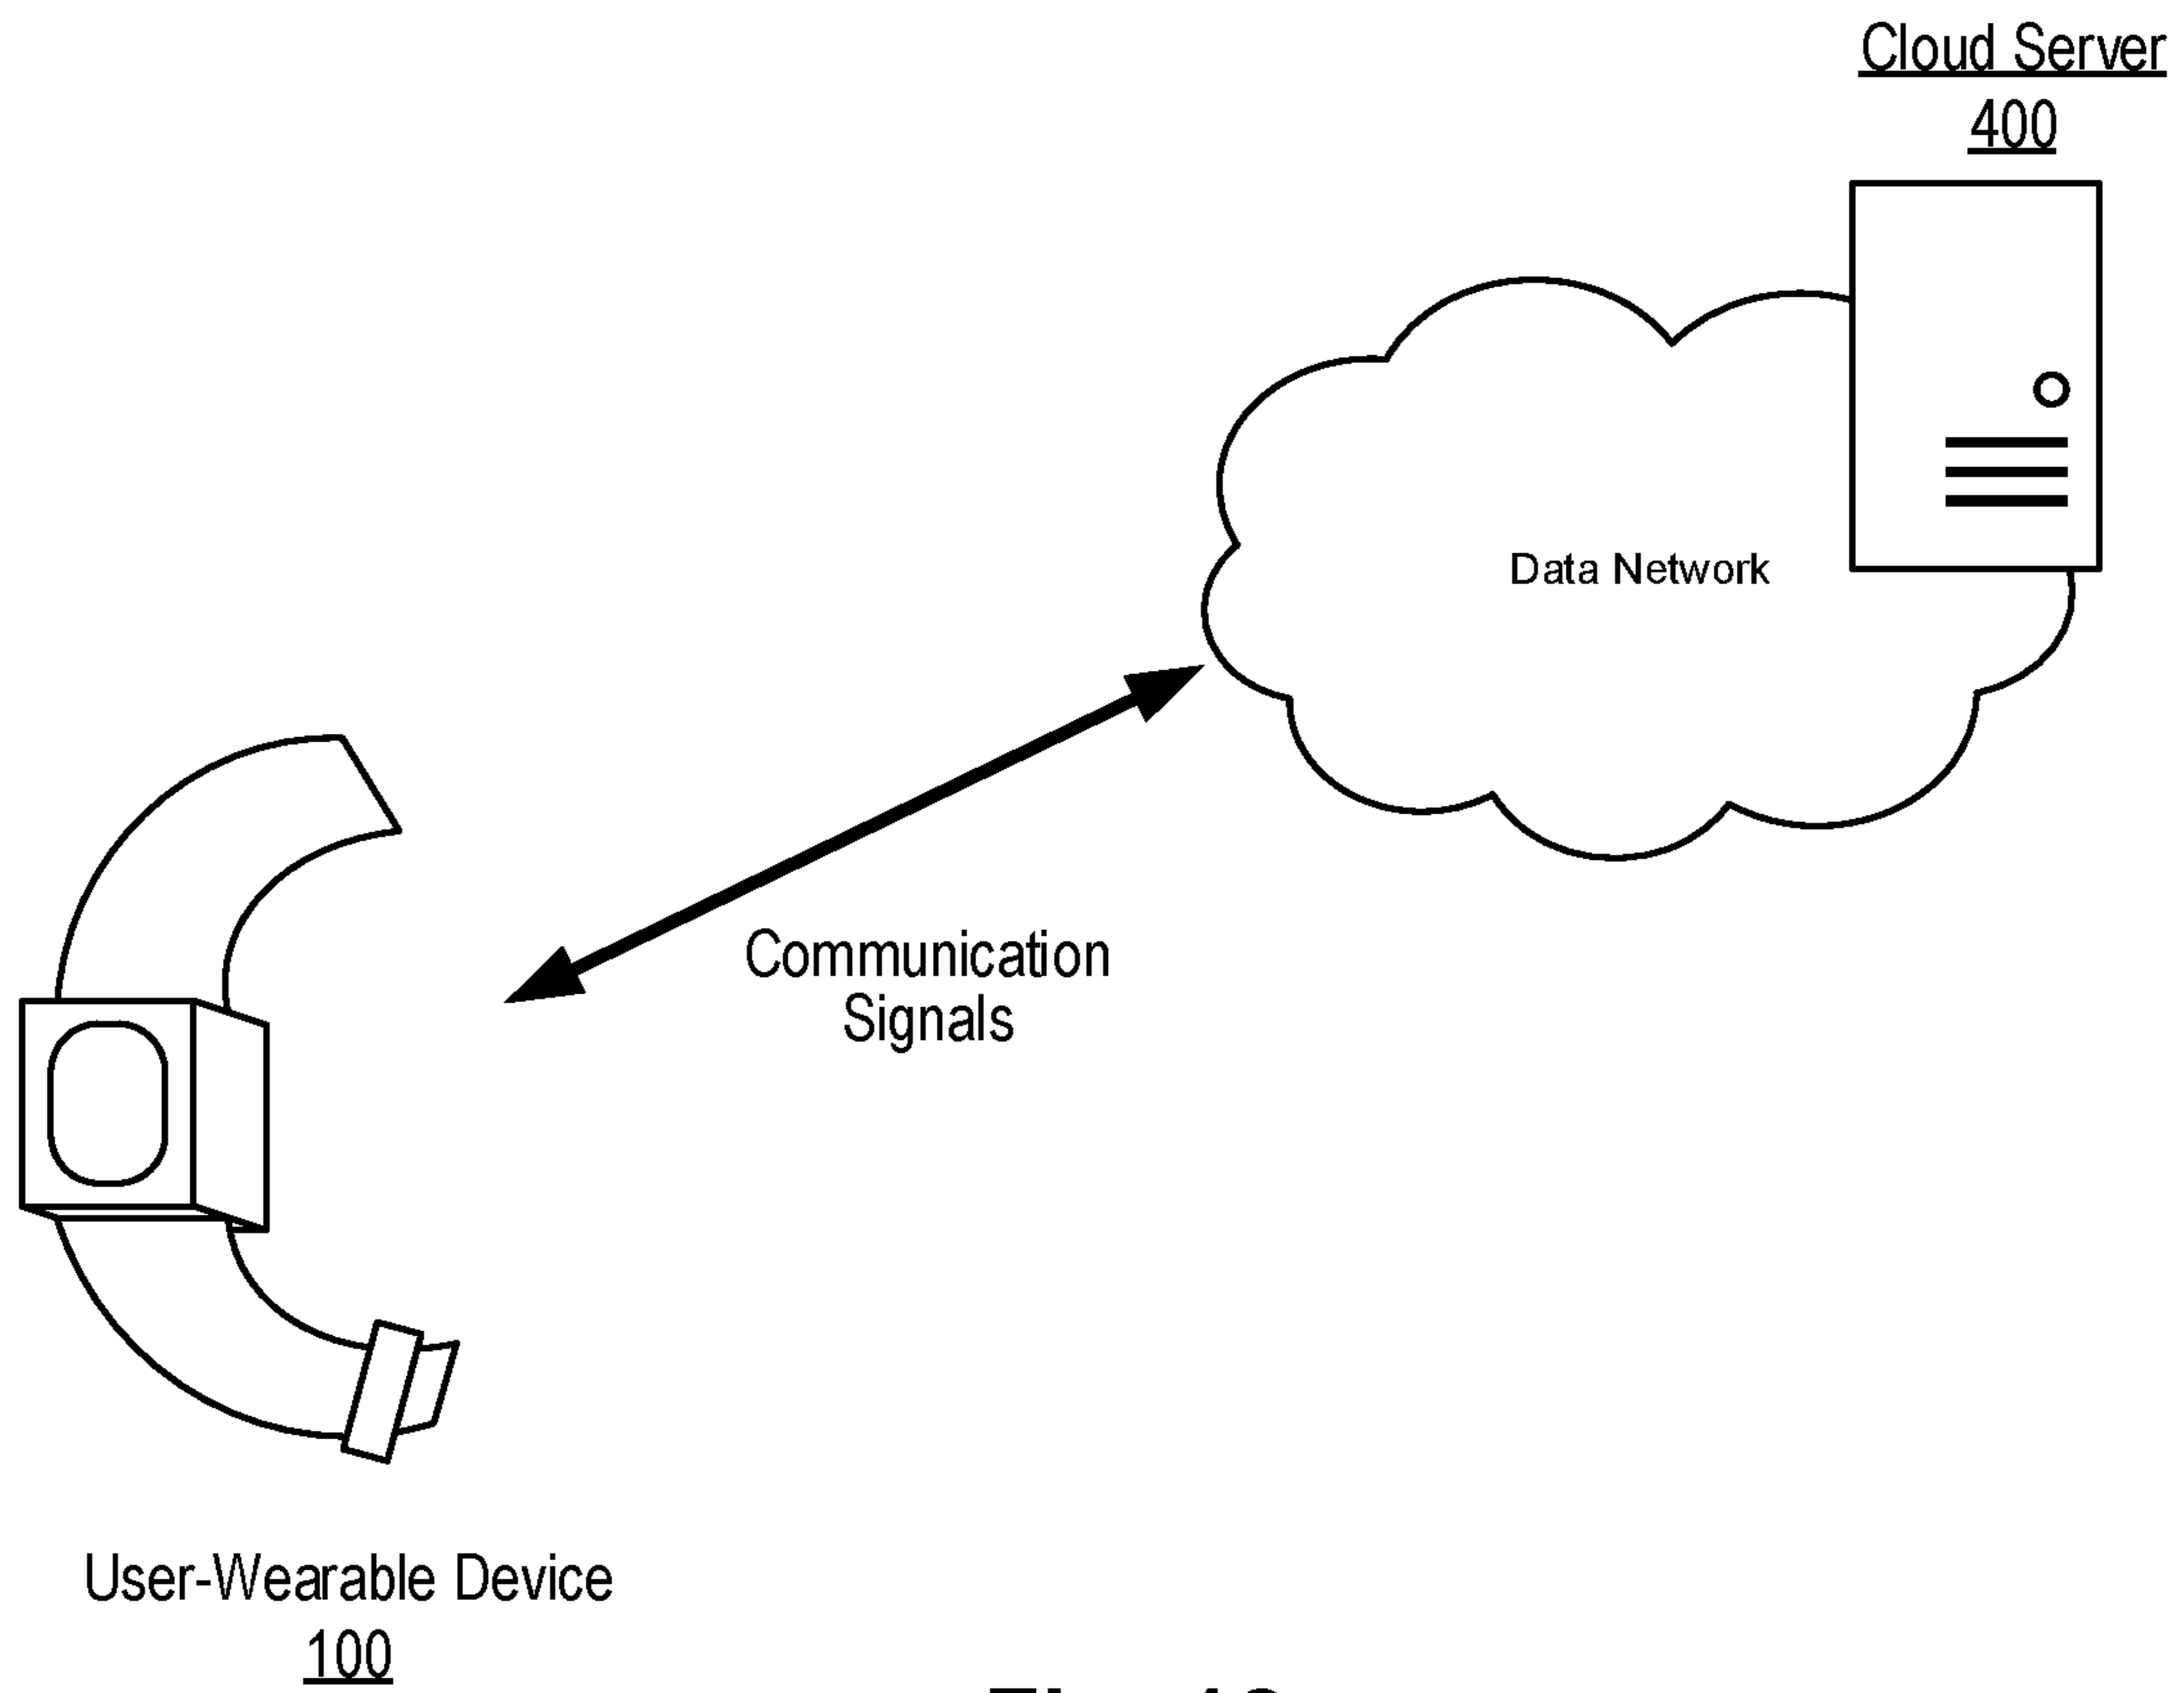 Cloud Server
400
Data Network
Communication
Signals
User-Wearable Device
100